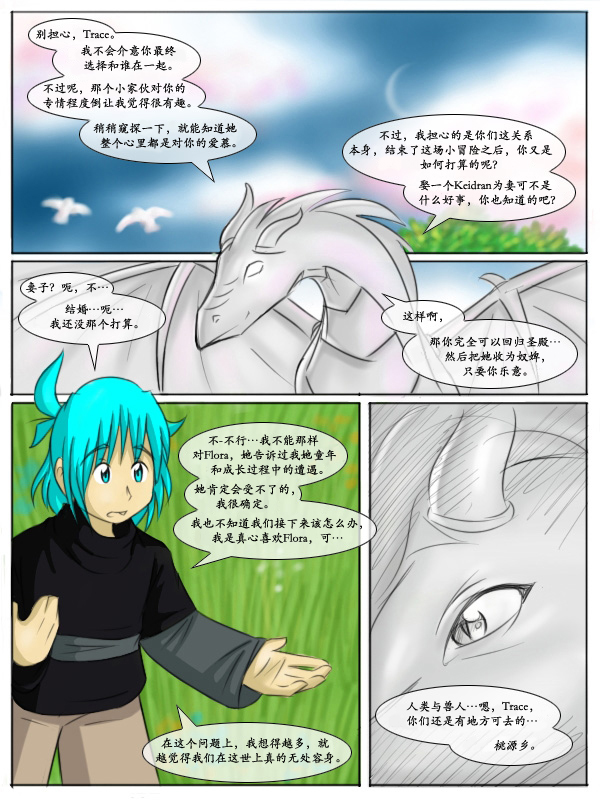 别担心，Trace。
我不会介意你最终
选择和谁在一起。
不过呢，那个小家伙对你的
专情程度倒让我觉得很有趣。
稍稍窥探一下，就能知道她
整个心里都是对你的爱慕。
不过，我担心的是你们这关系
本身，结束了这场小冒险之后，你又是
如何打算的呢？
娶一个Keidran为妻可不是
什么好事，你也知道的吧？
妻子？呃，不…
结婚…呃…
我还没那个打算。
这样啊，
那你完全可以回归圣殿…
然后把她收为奴婢，
只要你乐意。
不-不行…我不能那样
对Flora，她告诉过我她童年
和成长过程中的遭遇。
她肯定会受不了的，
我很确定。
我也不知道我们接下来该怎么办，
我是真心喜欢Flora，可…
在这个问题上，我想得越多，就
越觉得我们在这世上真的无处容身。
人类与兽人…嗯，Trace，
你们还是有地方可去的…
桃源乡。